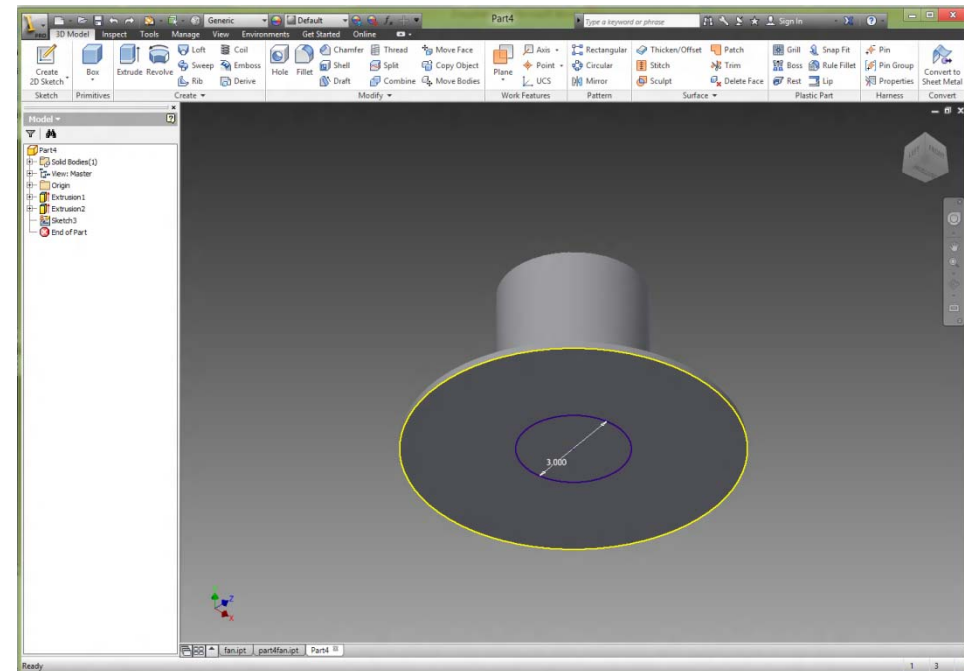 Generic
Default
Part4
Type a keyword or phrase
Sign In
PRO
3D Model Inspect Tools Manage View Environments Get Started Online
Create 2D Sketch
Box
Extrude Revolve
Loft Coil
Sweep Emboss
Rib Derive
Hole Fillet
Chamfer Thread Move Face
Shell Split Copy Object
Draft Combine Move Bodies
Plane
Axis
Point
UCS
Rectangular
Circular
Mirror
Thicken/Offset Patch
Stitch Trim
Sculpt Delete Face
Grill Snap Fit
Boss Rule Fillet
Rest Lip
Pin
Pin Group
Properties
Convert to Sheet Metal
Sketch Primitives Create Modify Work Features Pattern Surface Plastic Part Harness Convert
Model
Part4
Solid Bodies(1)
View: Master
Origin
Extrusion1
Extrusion2
Sketch3
End of Part
3.000
Z
X
fan.ipt part4fan.ipt Part4
Ready 1 3